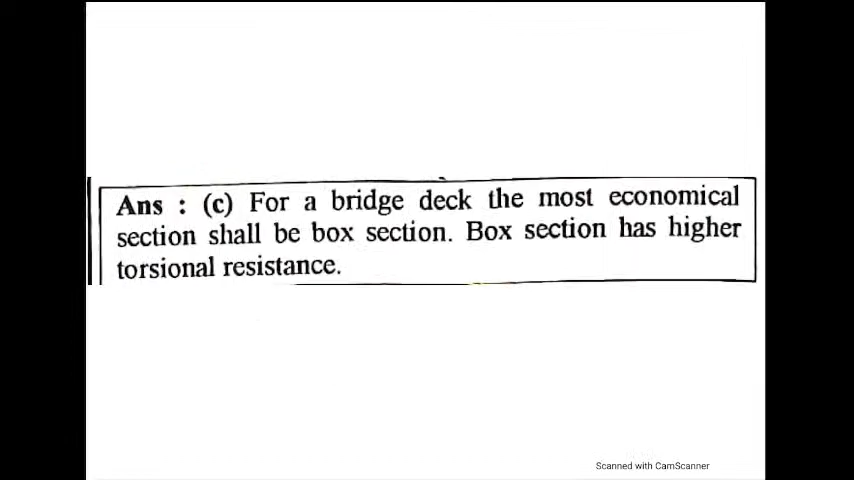 Ans : (c) For a bridge deck the most economical
section shall be box section. Box section has higher
torsional resistance.
Scanned with CamScanner